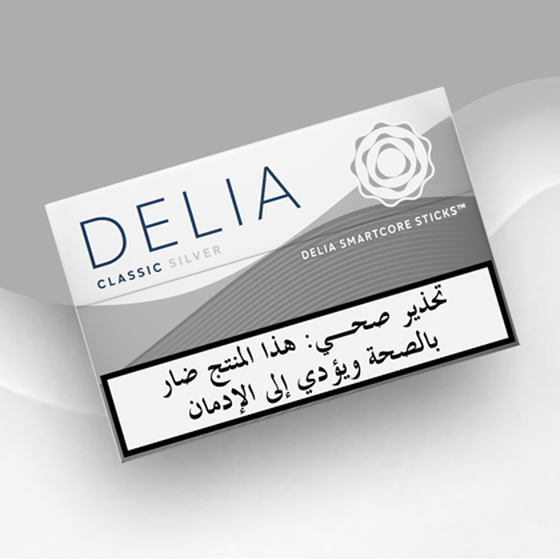 DELIA
CLASSIC SILVER
DELIA SMARTCORE STICKS™
تحذير صحي: هذا المنتج ضار
بالصحة ويؤدي إلى الإدمان